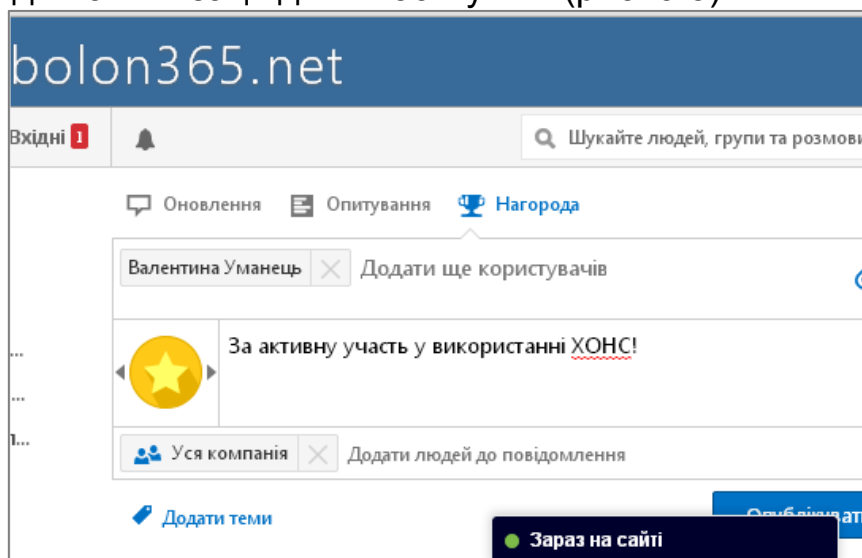 bolon365.net
Вхідні 1
Шукайте людей, групи та розмови
Оновлення Опитування Нагорода
Валентина Уманець Додати ще користувачів
За активну участь у використанні ХОНС!
...
...
Уся компанія Додати людей до повідомлення
Додати теми
Зараз на сайті